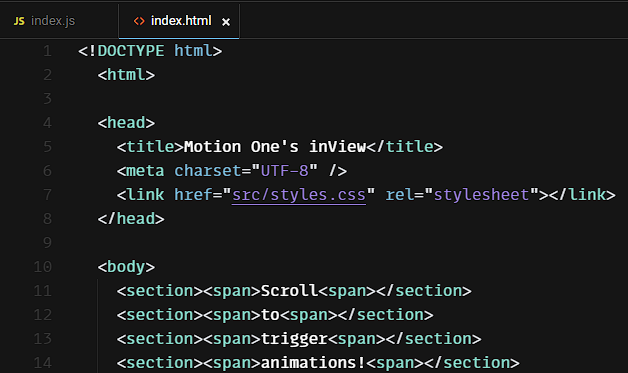 JS index.js <> index.html ×
1 <!DOCTYPE html>
2 <html>
3
4 <head>
5 <title>Motion One's inView</title>
6 <meta charset="UTF-8" />
7 <link href="src/styles.css" rel="stylesheet"></link>
8 </head>
9
10 <body>
11 <section><span>Scroll<span></section>
12 <section><span>to<span></section>
13 <section><span>trigger<span></section>
14 <section><span>animations!<span></section>